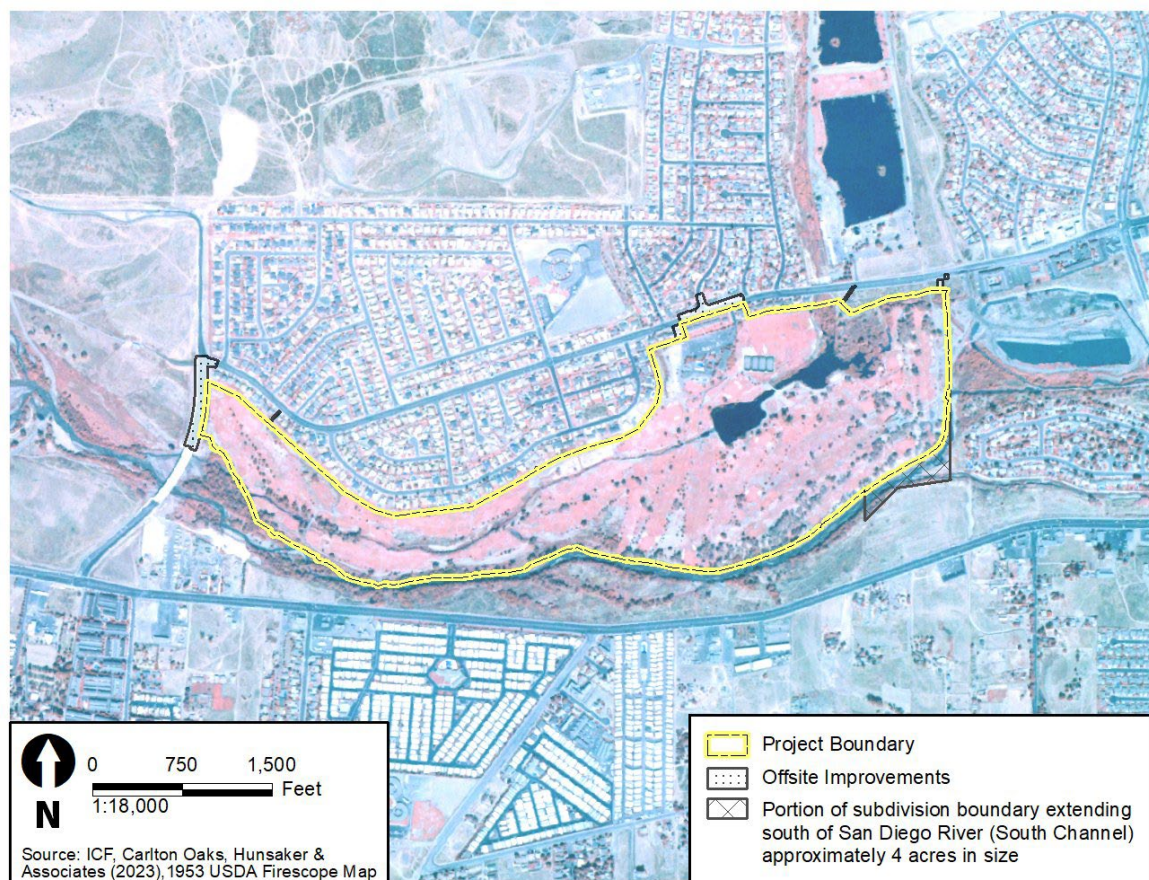 0 750 1,500
Feet
1:18,000
N
Source: ICF, Carlton Oaks, Hunsaker &
Associates (2023),1953 USDA Firescope Map
Project Boundary
Offsite Improvements
Portion of subdivision boundary extending
south of San Diego River (South Channel)
approximately 4 acres in size